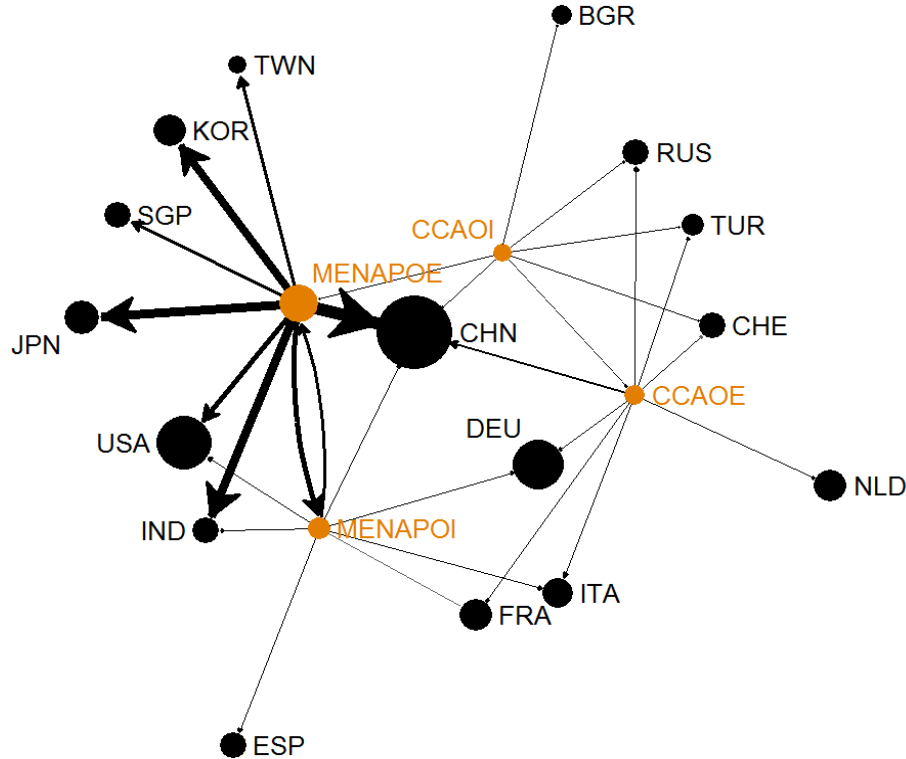 BGR
TWN
KOR
RUS
SGP
TUR
CCAOI
MENAPOE
CHE
CHN
JPN
CCAOE
DEU
USA
NLD
IND
MENAPOI
ITA
FRA
ESP